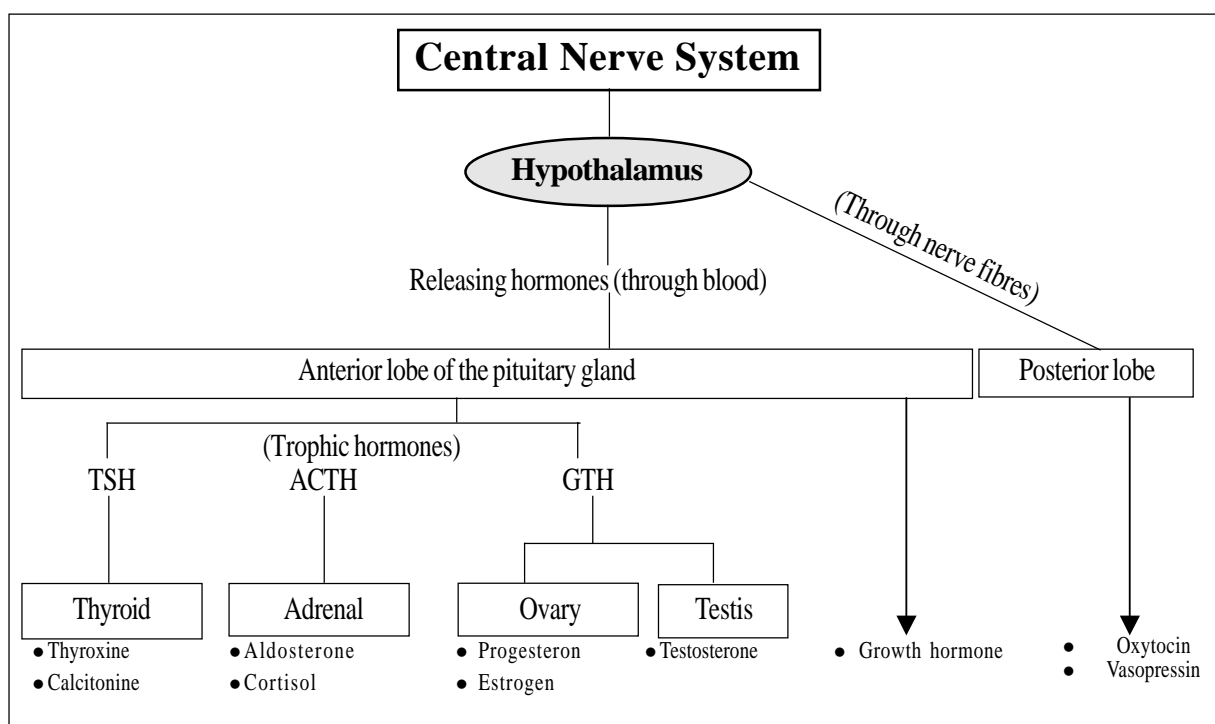 Central Nerve System
Hypothalamus
(Through nerve fibres)
Releasing hormones (through blood)
Anterior lobe of the pituitary gland
Posterior lobe
(Trophic hormones)
TSH
ACTH
GTH
Thyroid
Adrenal
Ovary
Testis
● Thyroxine
● Calcitonine
● Aldosterone
● Cortisol
● Progesteron
● Estrogen
● Testosterone
● Growth hormone
● Oxytocin
● Vasopressin